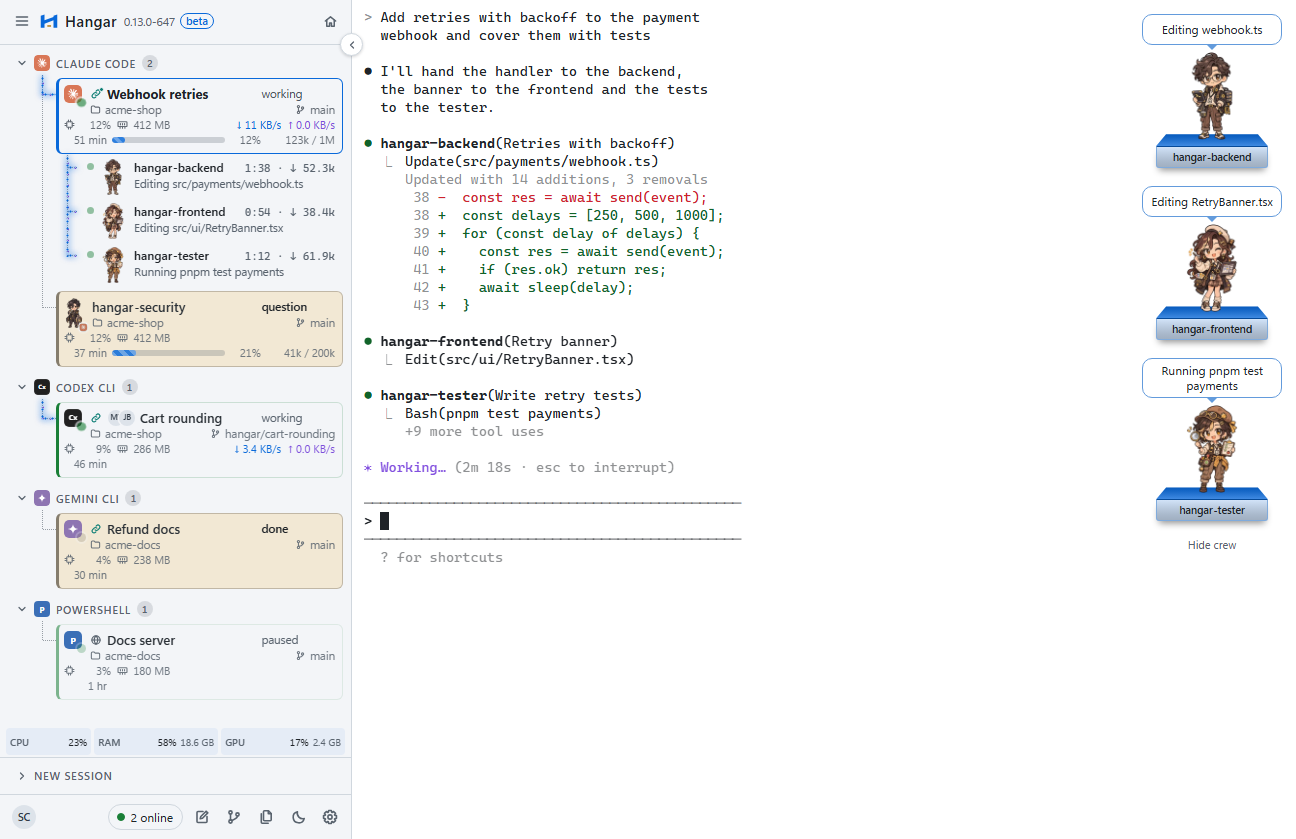 Hangar 0.13.0-647 beta
CLAUDE CODE 2
Webhook retries working
acme-shop main
12% 412 MB ↓ 11 KB/s ↑ 0.0 KB/s
51 min 12% 123k / 1M
hangar-backend 1:38 · ↓ 52.3k
Editing src/payments/webhook.ts
hangar-frontend 0:54 · ↓ 38.4k
Editing src/ui/RetryBanner.tsx
hangar-tester 1:12 · ↓ 61.9k
Running pnpm test payments
hangar-security question
acme-shop main
12% 412 MB
37 min 21% 41k / 200k
CODEX CLI 1
Cx
Cx M JB Cart rounding working
acme-shop hangar/cart-rounding
9% 286 MB ↓ 3.4 KB/s ↑ 0.0 KB/s
46 min
GEMINI CLI 1
Refund docs done
acme-docs main
4% 238 MB
30 min
P POWERSHELL 1
P Docs server paused
acme-docs main
3% 180 MB
1 hr
CPU 23% RAM 58% 18.6 GB GPU 17% 2.4 GB
NEW SESSION
SC 2 online
> Add retries with backoff to the payment
webhook and cover them with tests
● I'll hand the handler to the backend,
the banner to the frontend and the tests
to the tester.
● hangar-backend(Retries with backoff)
⎿ Update(src/payments/webhook.ts)
Updated with 14 additions, 3 removals
38 - const res = await send(event);
38 + const delays = [250, 500, 1000];
39 + for (const delay of delays) {
40 + const res = await send(event);
41 + if (res.ok) return res;
42 + await sleep(delay);
43 + }
● hangar-frontend(Retry banner)
⎿ Edit(src/ui/RetryBanner.tsx)
● hangar-tester(Write retry tests)
⎿ Bash(pnpm test payments)
+9 more tool uses
* Working… (2m 18s · esc to interrupt)
>
? for shortcuts
Editing webhook.ts
hangar-backend
Editing RetryBanner.tsx
hangar-frontend
Running pnpm test
payments
hangar-tester
Hide crew